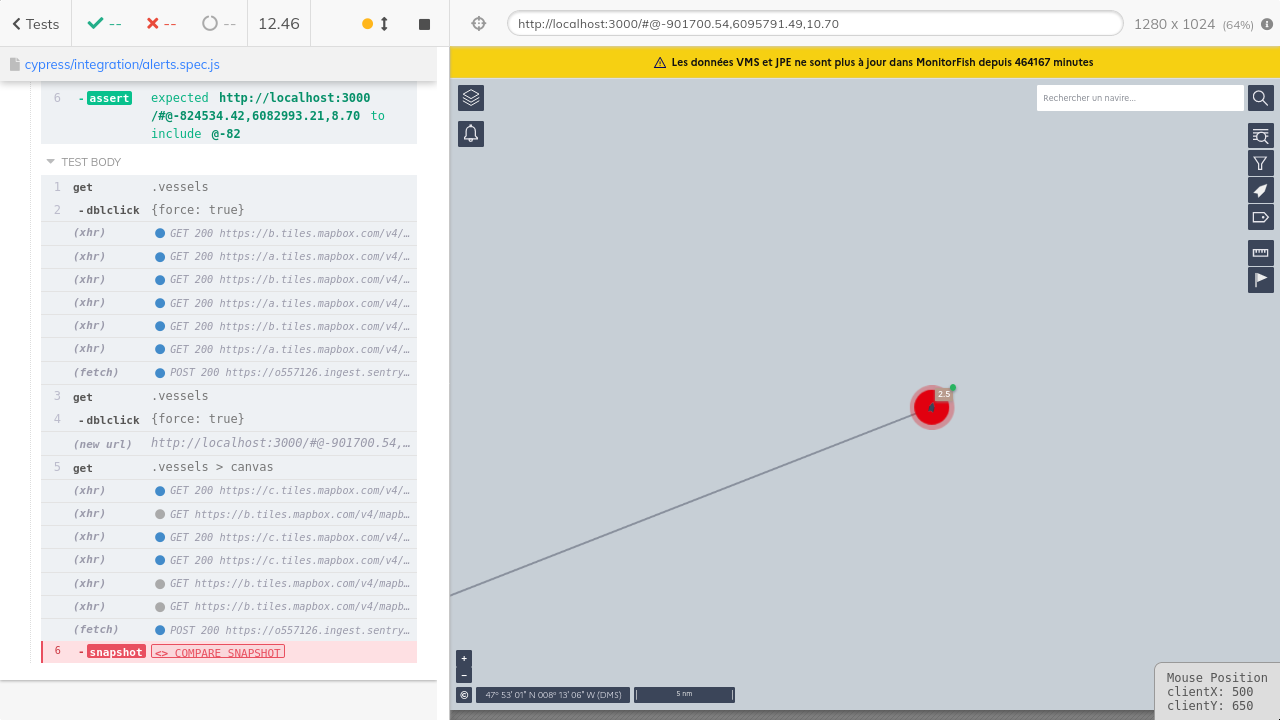 Tests
--
--
--
12.46
http://localhost:3000/#@-901700.54,6095791.49,10.70
1280 x 1024 (64%)
cypress/integration/alerts.spec.js
6 -assert expected http://localhost:3000
/#@-824534.42,6082993.21,8.70 to
include @-82
TEST BODY
1 get .vessels
2 -dblclick {force: true}
(xhr) GET 200 https://b.tiles.mapbox.com/v4/…
(xhr) GET 200 https://a.tiles.mapbox.com/v4/…
(xhr) GET 200 https://b.tiles.mapbox.com/v4/…
(xhr) GET 200 https://a.tiles.mapbox.com/v4/…
(xhr) GET 200 https://b.tiles.mapbox.com/v4/…
(xhr) GET 200 https://a.tiles.mapbox.com/v4/…
(fetch) POST 200 https://o557126.ingest.sentry…
3 get .vessels
4 -dblclick {force: true}
(new url) http://localhost:3000/#@-901700.54,…
5 get .vessels > canvas
(xhr) GET 200 https://c.tiles.mapbox.com/v4/…
(xhr) GET https://b.tiles.mapbox.com/v4/mapb…
(xhr) GET 200 https://c.tiles.mapbox.com/v4/…
(xhr) GET 200 https://c.tiles.mapbox.com/v4/…
(xhr) GET https://b.tiles.mapbox.com/v4/mapb…
(xhr) GET https://b.tiles.mapbox.com/v4/mapb…
(fetch) POST 200 https://o557126.ingest.sentry…
6 -snapshot <> COMPARE SNAPSHOT
Les données VMS et JPE ne sont plus à jour dans MonitorFish depuis 464167 minutes
Rechercher un navire...
2.5
4
+
−
© 47° 53′ 01″ N 008° 13′ 06″ W (DMS) 5 nm
Mouse Position
clientX: 500
clientY: 650